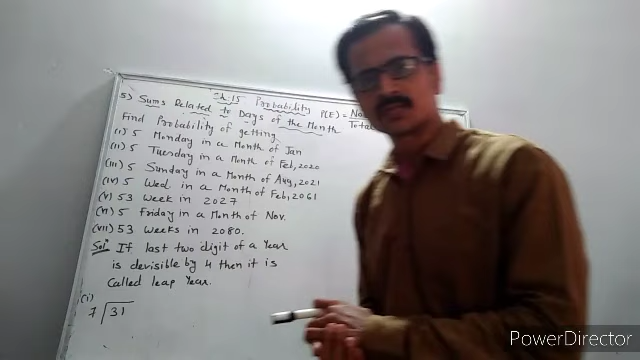 Ch:15 Probability
5) Sums Related to Days of the Month P(E) = No
Total
Find Probability of getting
(i) 5 Monday in a Month of Jan
(ii) 5 Tuesday in a Month of Feb, 2020
(iii) 5 Sunday in a Month of Aug, 2021
(iv) 5 Wed in a Month of Feb, 2061
(v) 53 week in 2027
(vi) 5 Friday in a Month of Nov.
(vii) 53 weeks in 2080.
Solⁿ If last two digit of a Year
is devisible by 4 then it is
Called leap Year.
(i)
7 31
PowerDirector